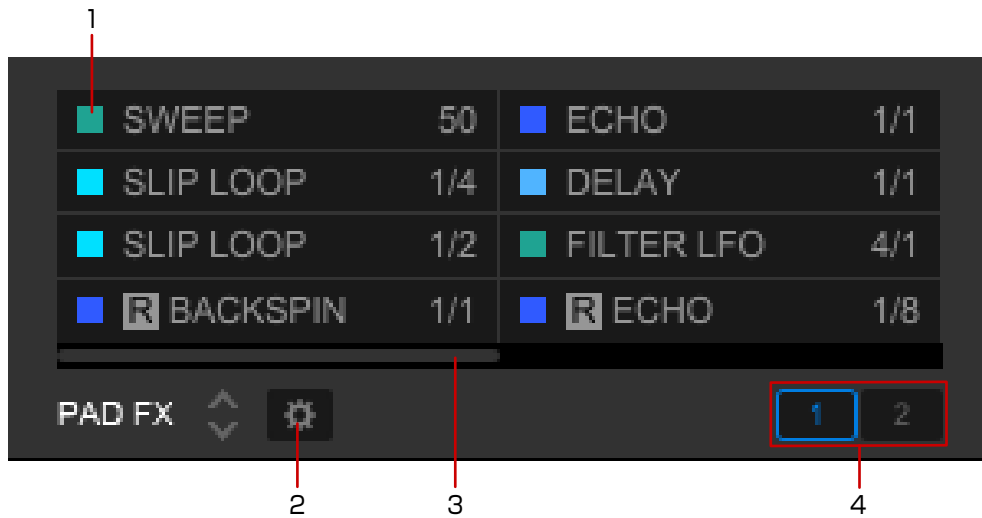 1
SWEEP 50 ECHO 1/1
SLIP LOOP 1/4 DELAY 1/1
SLIP LOOP 1/2 FILTER LFO 4/1
R BACKSPIN 1/1 R ECHO 1/8
PAD FX 1 2
2 3 4